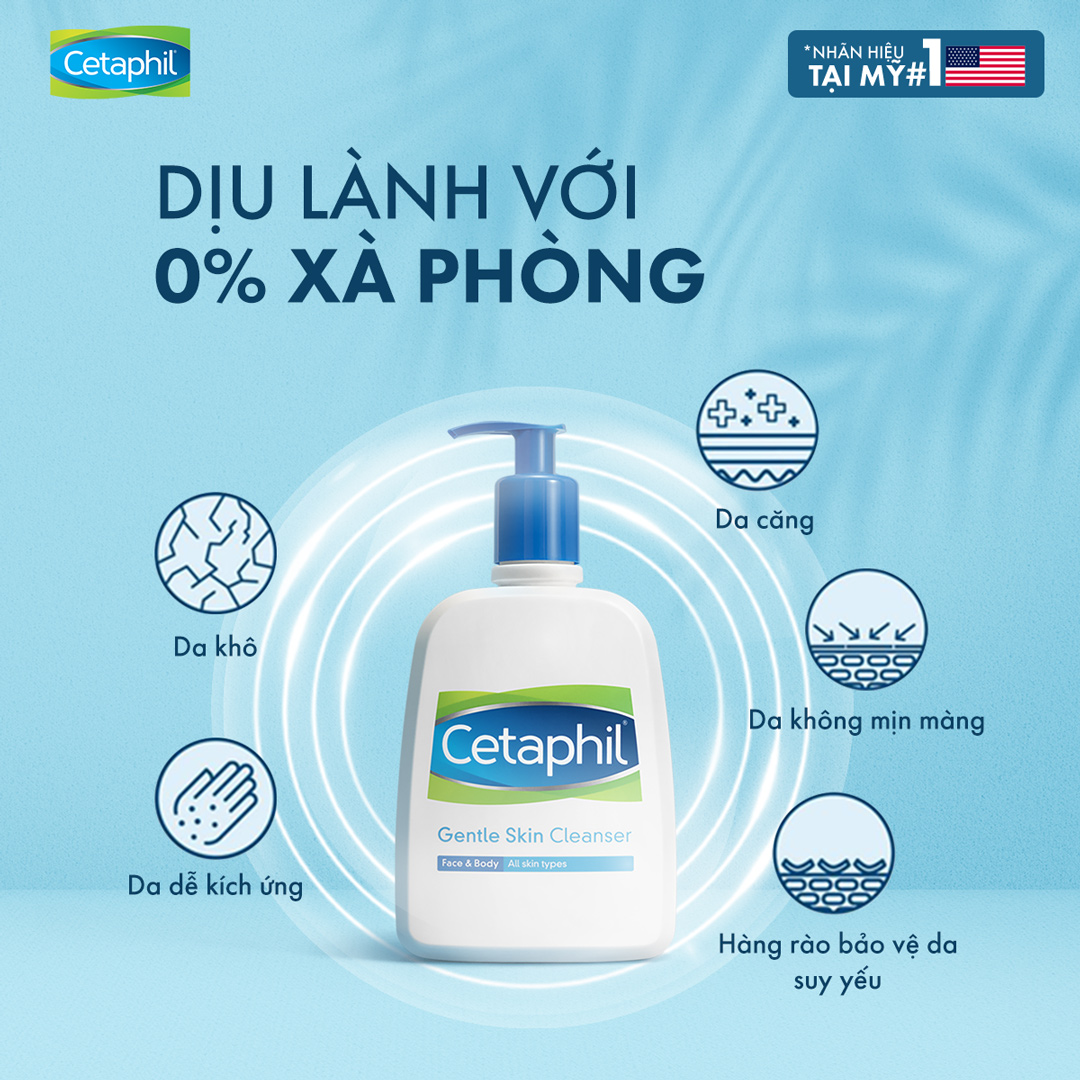 Cetaphil®
*NHÃN HIỆU
TẠI MỸ#1
DỊU LÀNH VỚI
0% XÀ PHÒNG
Da căng
Da khô
Da không mịn màng
Da dễ kích ứng
Hàng rào bảo vệ da
suy yếu
Cetaphil®
Gentle Skin Cleanser
Face & Body All skin types